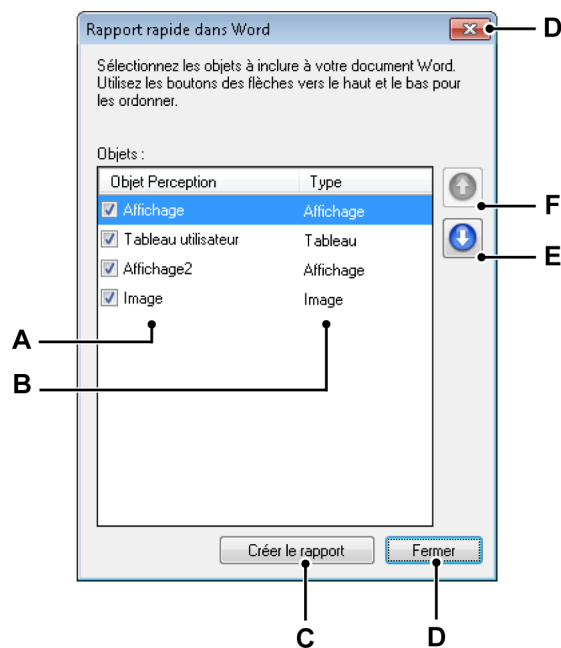 Rapport rapide dans Word
D
Sélectionnez les objets à inclure à votre document Word.
Utilisez les boutons des flèches vers le haut et le bas pour
les ordonner.
Objets :
Objet Perception Type
Affichage Affichage
F
Tableau utilisateur Tableau
E
Affichage2 Affichage
Image Image
A
B
Créer le rapport Fermer
C D